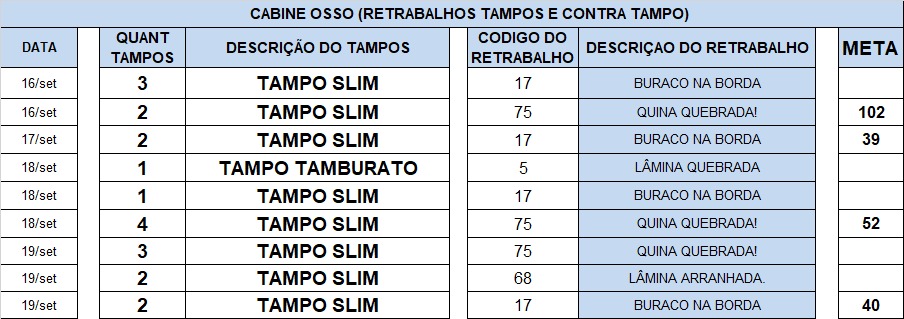 CABINE OSSO (RETRABALHOS TAMPOS E CONTRA TAMPO)
DATA QUANT TAMPOS DESCRIÇÃO DO TAMPOS CODIGO DO RETRABALHO DESCRIÇAO DO RETRABALHO META
16/set 3 TAMPO SLIM 17 BURACO NA BORDA
16/set 2 TAMPO SLIM 75 QUINA QUEBRADA! 102
17/set 2 TAMPO SLIM 17 BURACO NA BORDA 39
18/set 1 TAMPO TAMBURATO 5 LÂMINA QUEBRADA
18/set 1 TAMPO SLIM 17 BURACO NA BORDA
18/set 4 TAMPO SLIM 75 QUINA QUEBRADA! 52
19/set 3 TAMPO SLIM 75 QUINA QUEBRADA!
19/set 2 TAMPO SLIM 68 LÂMINA ARRANHADA.
19/set 2 TAMPO SLIM 17 BURACO NA BORDA 40